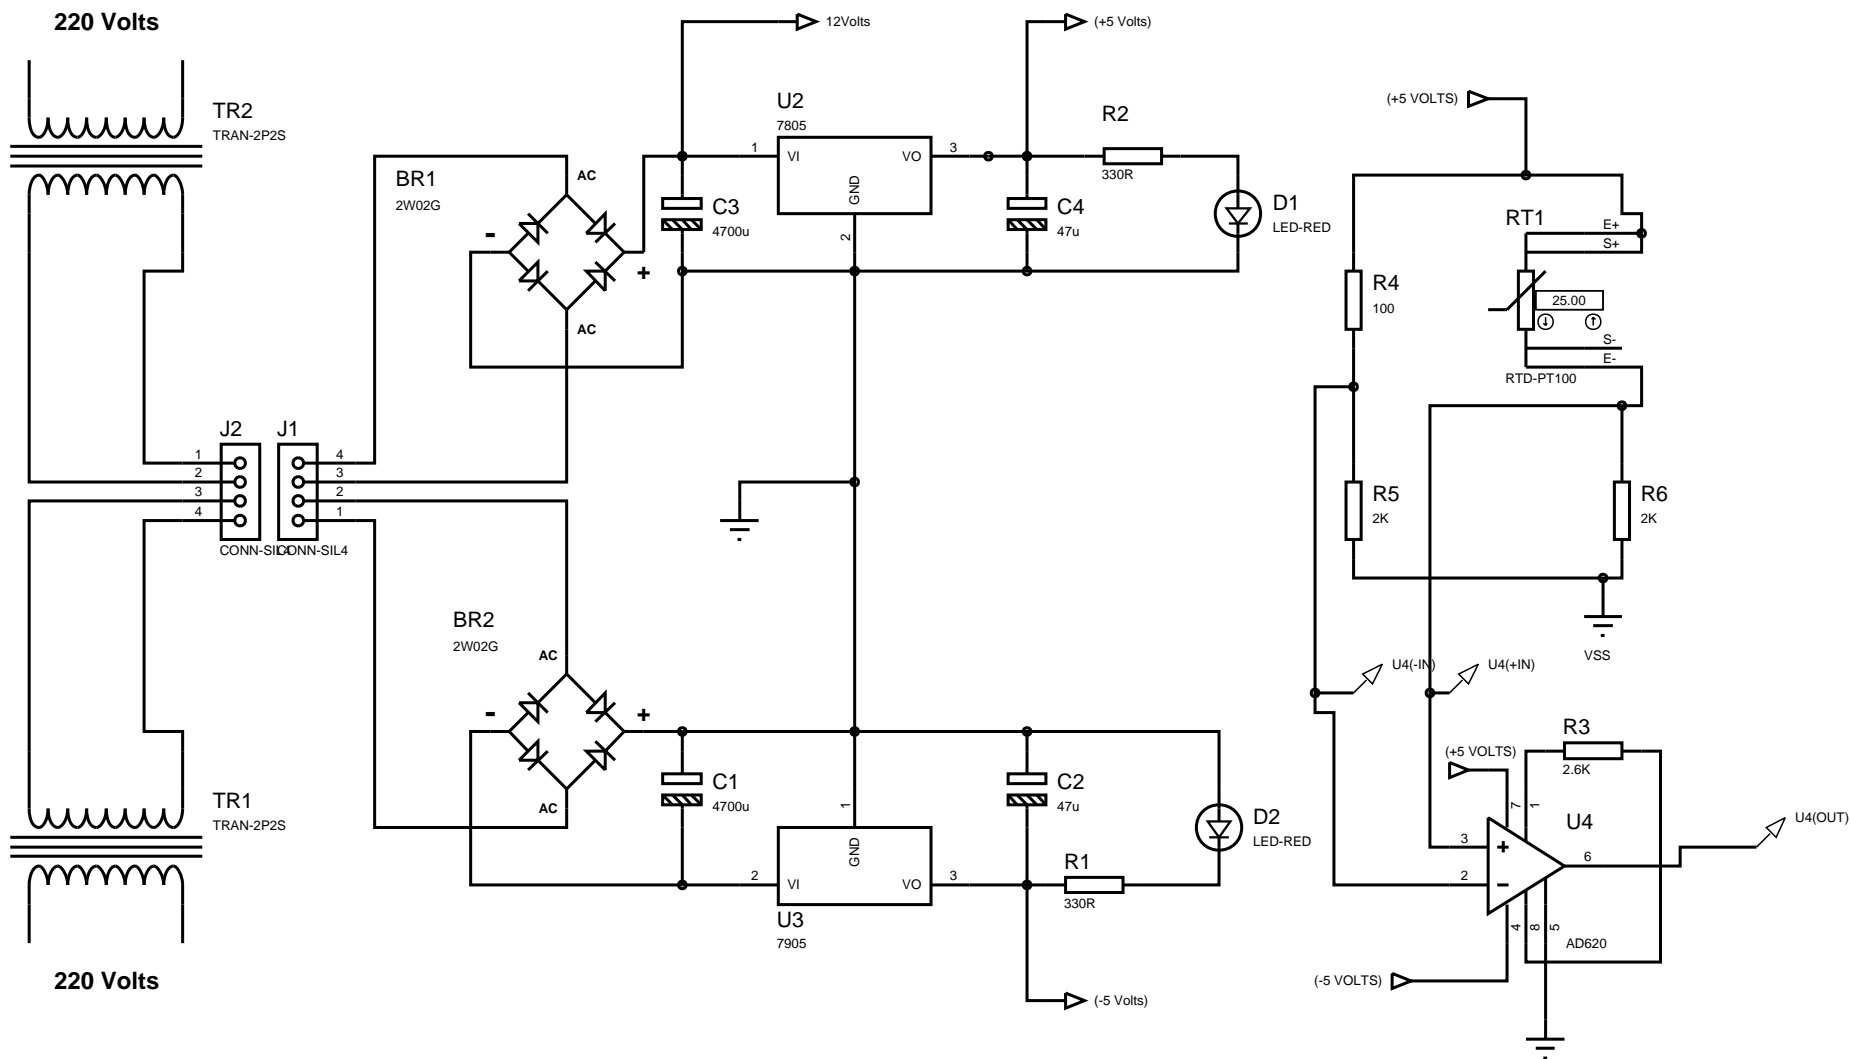 220 Volts
TR2
TRAN-2P2S
12Volts
(+5 Volts)
U2
7805
1
VI
VO
3
GND
2
R2
330R
BR1
2W02G
AC
-
+
AC
C3
4700u
C4
47u
D1
LED-RED
(+5 VOLTS)
RT1
E+
S+
25.00
S-
E-
RTD-PT100
R4
100
R5
2K
R6
2K
VSS
J2
J1
1
2
3
4
4
3
2
1
CONN-SIL4
CONN-SIL4
BR2
2W02G
AC
-
+
AC
C1
4700u
C2
47u
TR1
TRAN-2P2S
220 Volts
1
GND
2
VI
VO
3
U3
7905
R1
330R
D2
LED-RED
(-5 Volts)
U4(-IN)
U4(+IN)
R3
2.6K
(+5 VOLTS)
7
1
U4
3
+
2
−
6
U4(OUT)
4
8
5
AD620
(-5 VOLTS)